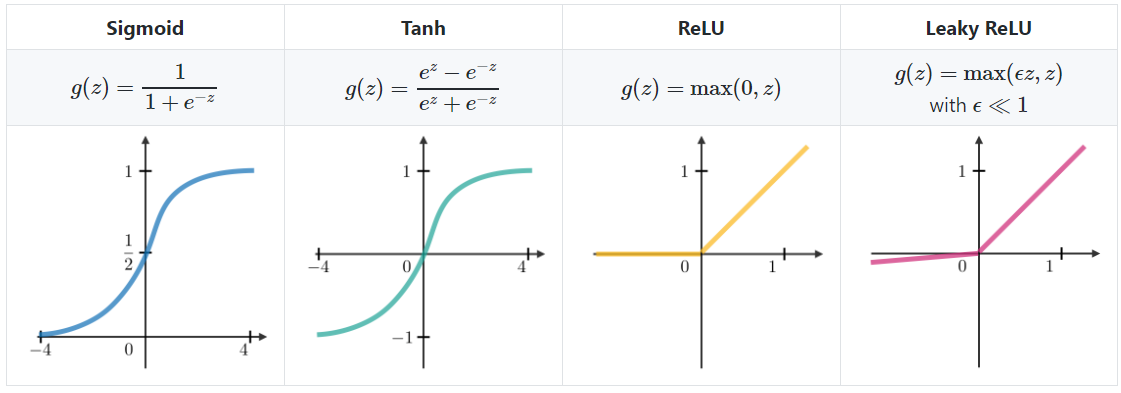 Sigmoid
Tanh
ReLU
Leaky ReLU
g(z) = 1 / (1 + e^{−z})
g(z) = (e^z − e^{−z}) / (e^z + e^{−z})
g(z) = max(0, z)
g(z) = max(ϵz, z)
with ϵ ≪ 1
1
1/2
−4
0
4
1
−4
0
4
−1
1
0
1
1
0
1